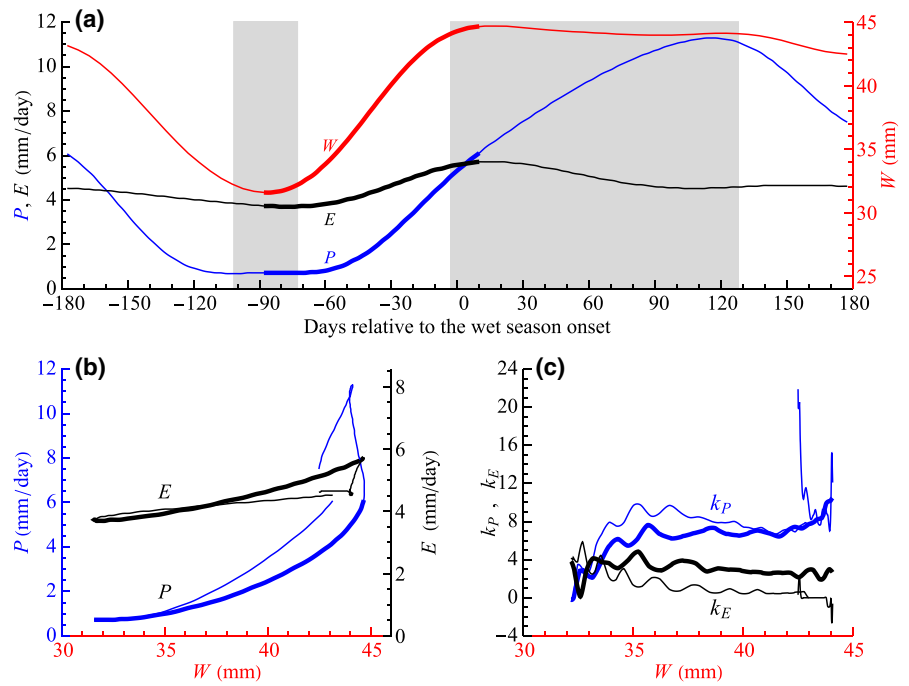 (a)
12
10
8
6
4
2
0
P, E (mm/day)
45
40
35
30
25
W (mm)
W
E
P
−180 −150 −120 −90 −60 −30 0 30 60 90 120 150 180
Days relative to the wet season onset
(b)
12
10
8
6
4
2
0
P (mm/day)
8
6
4
2
0
E (mm/day)
E
P
30 35 40 45
W (mm)
(c)
24
20
16
12
8
4
0
−4
kP , kE
kP
kE
30 35 40 45
W (mm)